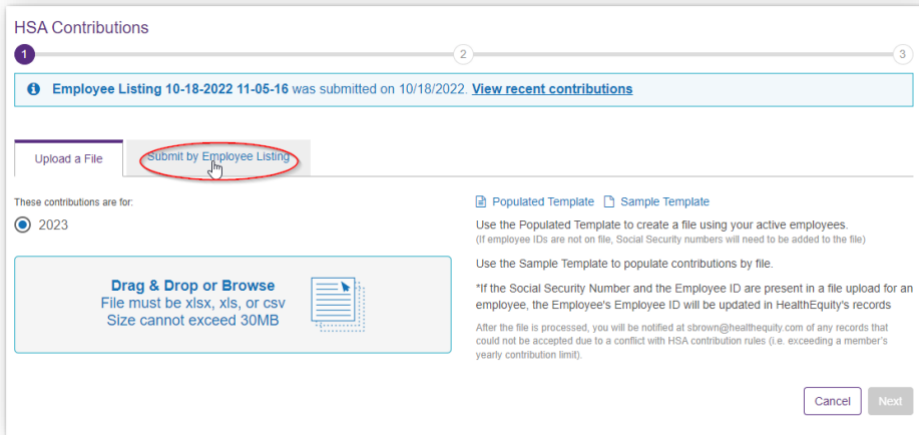 HSA Contributions
1
2
3
Employee Listing 10-18-2022 11-05-16 was submitted on 10/18/2022. View recent contributions
Upload a File
Submit by Employee Listing
These contributions are for:
2023
Drag & Drop or Browse
File must be xlsx, xls, or csv
Size cannot exceed 30MB
Populated Template Sample Template
Use the Populated Template to create a file using your active employees.
(If employee IDs are not on file, Social Security numbers will need to be added to the file)
Use the Sample Template to populate contributions by file.
*If the Social Security Number and the Employee ID are present in a file upload for an
employee, the Employee's Employee ID will be updated in HealthEquity's records
After the file is processed, you will be notified at sbrown@healthequity.com of any records that
could not be accepted due to a conflict with HSA contribution rules (i.e. exceeding a member's
yearly contribution limit).
Cancel
Next